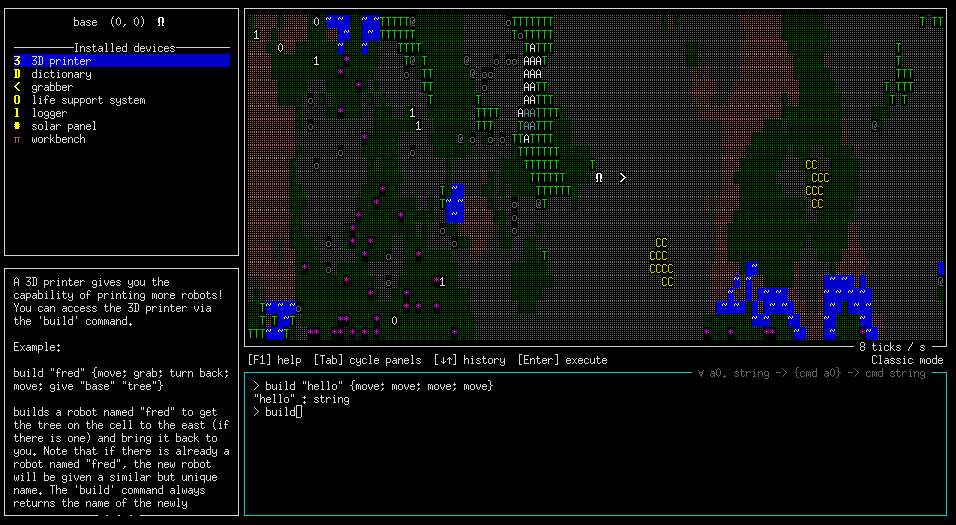 base (0, 0) Ω
Installed devices
3 3D printer
D dictionary
< grabber
O life support system
l logger
# solar panel
π workbench
A 3D printer gives you the
capability of printing more robots!
You can access the 3D printer via
the 'build' command.
Example:
build "fred" {move; grab; turn back;
move; give "base" "tree"}
builds a robot named "fred" to get
the tree on the cell to the east (if
there is one) and bring it back to
you. Note that if there is already a
robot named "fred", the new robot
will be given a similar but unique
name. The 'build' command always
returns the name of the newly
8 ticks / s
[F1] help [Tab] cycle panels [↓↑] history [Enter] execute
Classic mode
∀ a0. string -> {cmd a0} -> cmd string
> build "hello" {move; move; move; move}
"hello" : string
> build